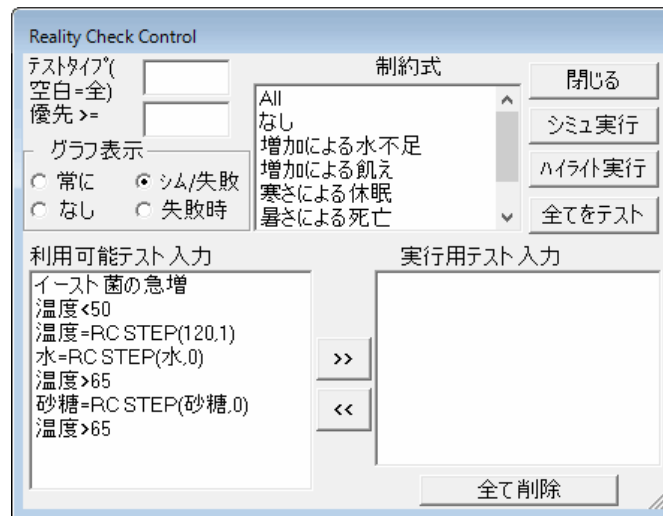 Reality Check Control
ﾃｽﾄﾀｲﾌﾟ(
空白=全)
優先 >=
グラフ表示
常に
シム/失敗
なし
失敗時
制約式
All
なし
増加による水不足
増加による飢え
寒さによる休眠
暑さによる死亡
閉じる
シミュ実行
ﾊｲﾗｲﾄ実行
全てをテスト
利用可能テスト入力
イースト菌の急増
温度<50
温度=RC STEP(120,1)
水=RC STEP(水,0)
温度>65
砂糖=RC STEP(砂糖,0)
温度>65
>>
<<
実行用テスト入力
全て削除